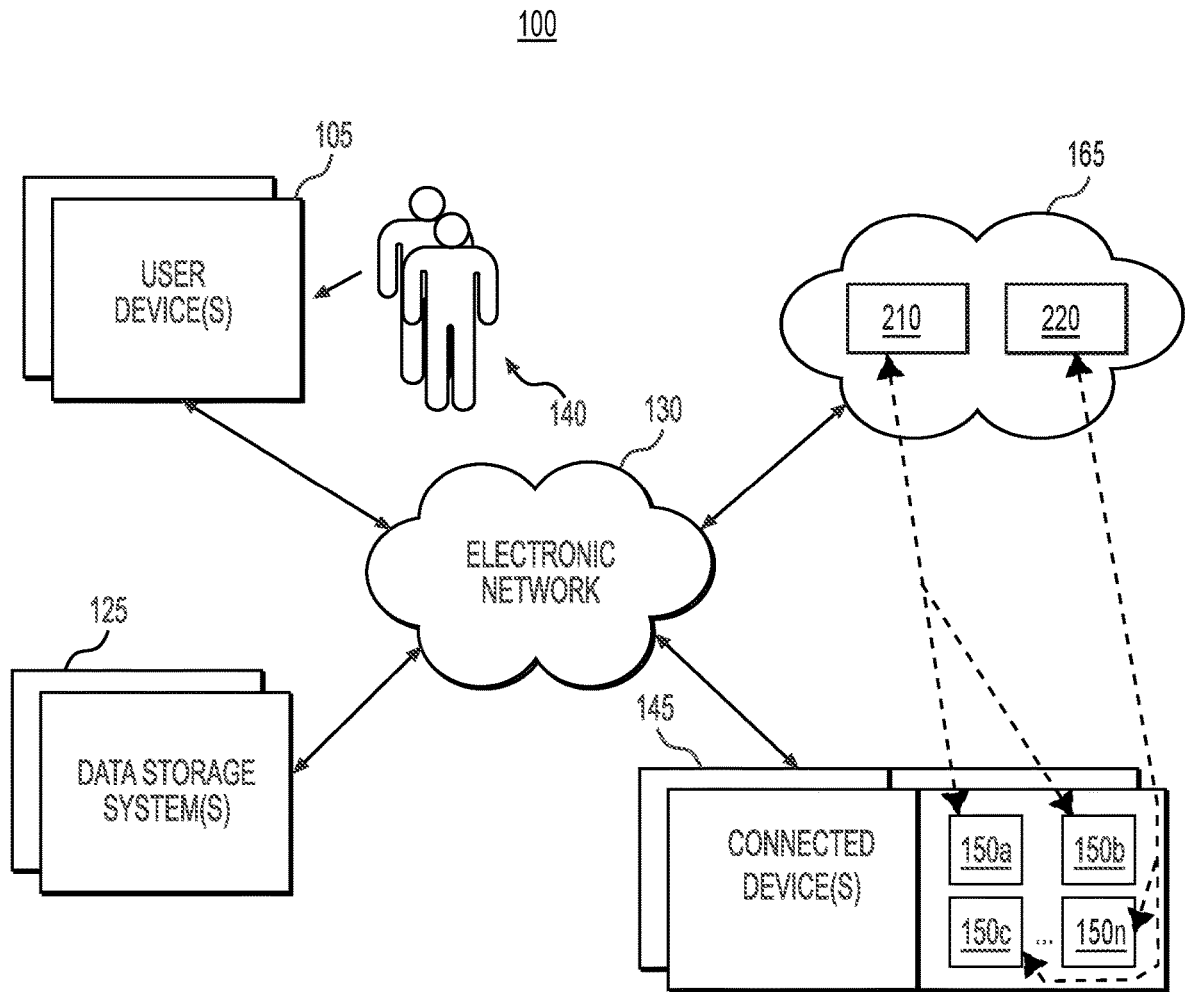 100
105
165
USER
DEVICE(S)
210
220
140
130
ELECTRONIC
NETWORK
125
145
DATA STORAGE
SYSTEM(S)
CONNECTED
DEVICE(S)
150a
150b
150c
...
150n